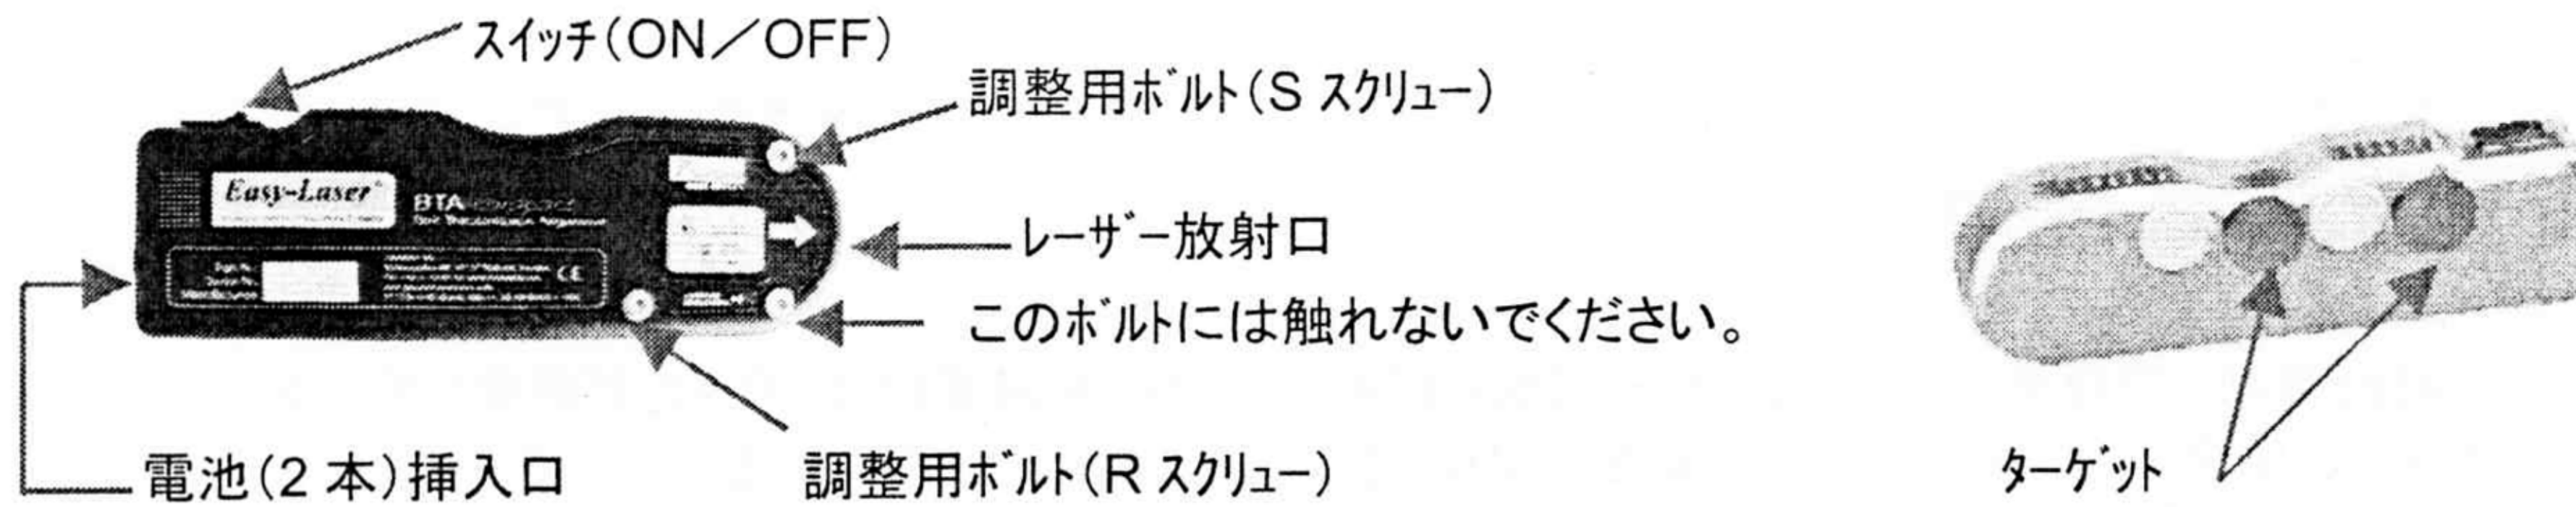 スイッチ(ON/OFF)
調整用ボルト(S スクリュー)
Easy-Laser®
BTA
レーザー放射口
CE
このボルトには触れないでください。
電池(2 本)挿入口
調整用ボルト(R スクリュー)
ターゲット